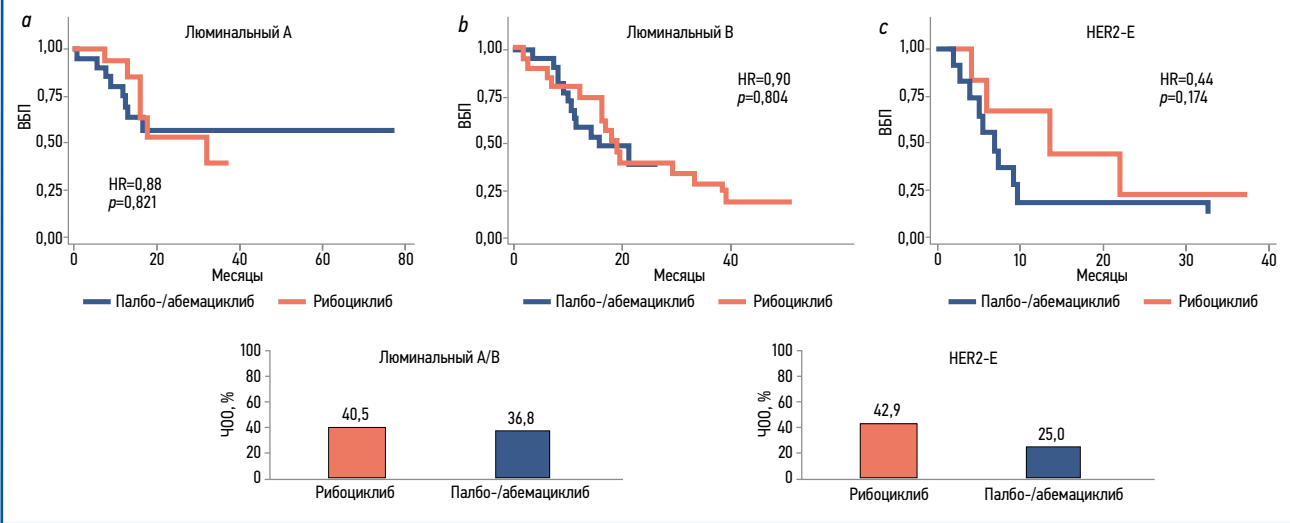 a
Люминальный A
1,00
0,75
0,50
0,25
0,00
ВБП
HR=0,88
p=0,821
0 20 40 60 80
Месяцы
Палбо-/абемациклиб Рибоциклиб
b
Люминальный B
1,00
0,75
0,50
0,25
0,00
ВБП
HR=0,90
p=0,804
0 20 40
Месяцы
Палбо-/абемациклиб Рибоциклиб
c
HER2-E
1,00
0,75
0,50
0,25
0,00
ВБП
HR=0,44
p=0,174
0 10 20 30 40
Месяцы
Палбо-/абемациклиб Рибоциклиб
Люминальный A/B
100
80
60
40
20
0
ЧОО, %
40,5
36,8
Рибоциклиб Палбо-/абемациклиб
HER2-E
100
80
60
40
20
0
ЧОО, %
42,9
25,0
Рибоциклиб Палбо-/абемациклиб